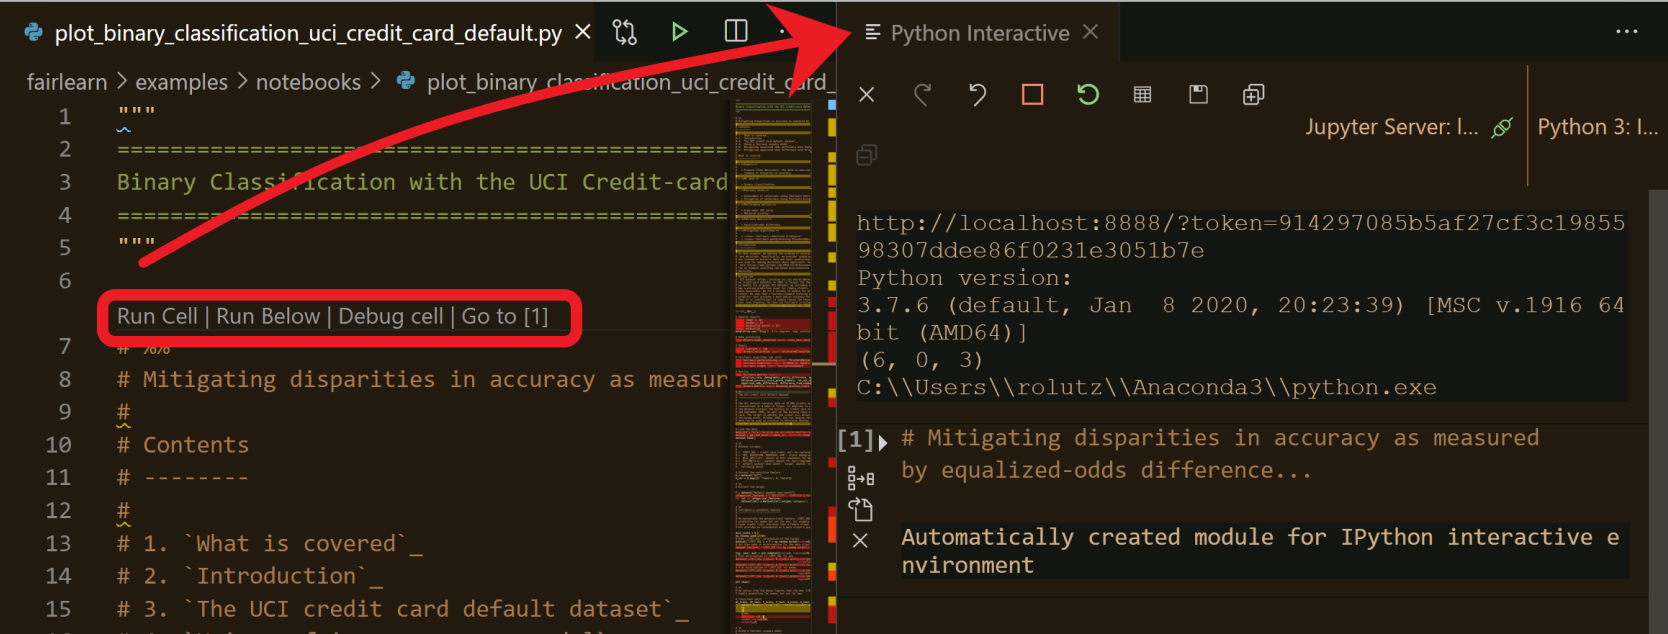 plot_binary_classification_uci_credit_card_default.py
fairlearn > examples > notebooks > plot_binary_classification_uci_credit_card_
1 """
2 ==============================================
3 Binary Classification with the UCI Credit-card
4 ==============================================
5 """
6
Run Cell | Run Below | Debug cell | Go to [1]
7 # %%
8 # Mitigating disparities in accuracy as measur
9 #
10 # Contents
11 # --------
12 #
13 # 1. `What is covered`_
14 # 2. `Introduction`_
15 # 3. `The UCI credit card default dataset`_
Python Interactive
Jupyter Server: l...
Python 3: I...
http://localhost:8888/?token=914297085b5af27cf3c19855
98307ddee86f0231e3051b7e
Python version:
3.7.6 (default, Jan  8 2020, 20:23:39) [MSC v.1916 64
bit (AMD64)]
(6, 0, 3)
C:\\Users\\rolutz\\Anaconda3\\python.exe
[1] # Mitigating disparities in accuracy as measured
by equalized-odds difference...
Automatically created module for IPython interactive e
nvironment